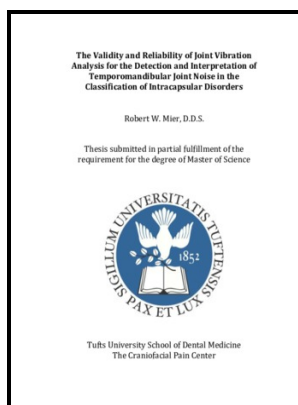 The Validity and Reliability of Joint Vibration
Analysis for the Detection and Interpretation of
Temporomandibular Joint Noise in the
Classification of Intracapsular Disorders
Robert W. Mier, D.D.S.
Thesis submitted in partial fulfillment of the
requirement for the degree of Master of Science
SIGILLUM UNIVERSITATIS TUFTENSIS
1852
PAX ET LUX
Tufts University School of Dental Medicine
The Craniofacial Pain Center